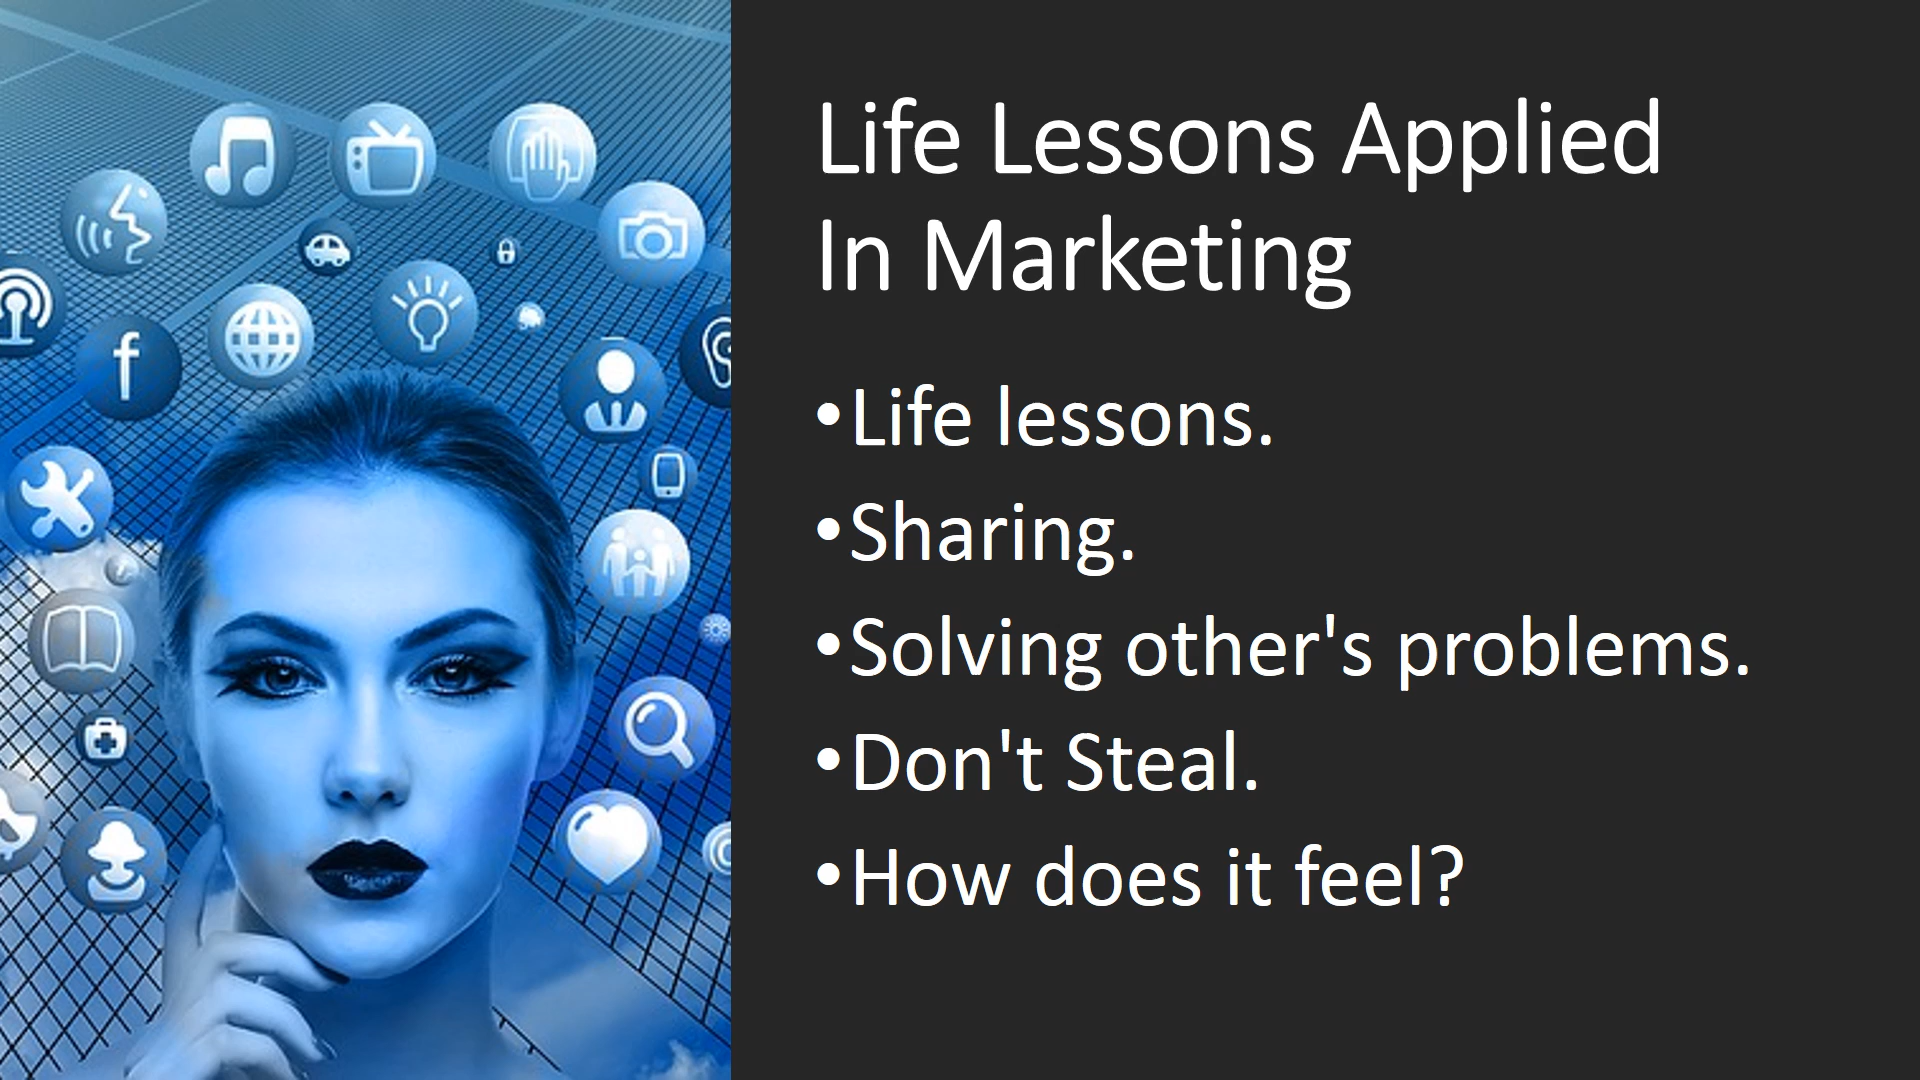 Life Lessons Applied
In Marketing
•Life lessons.
•Sharing.
•Solving other's problems.
•Don't Steal.
•How does it feel?
f